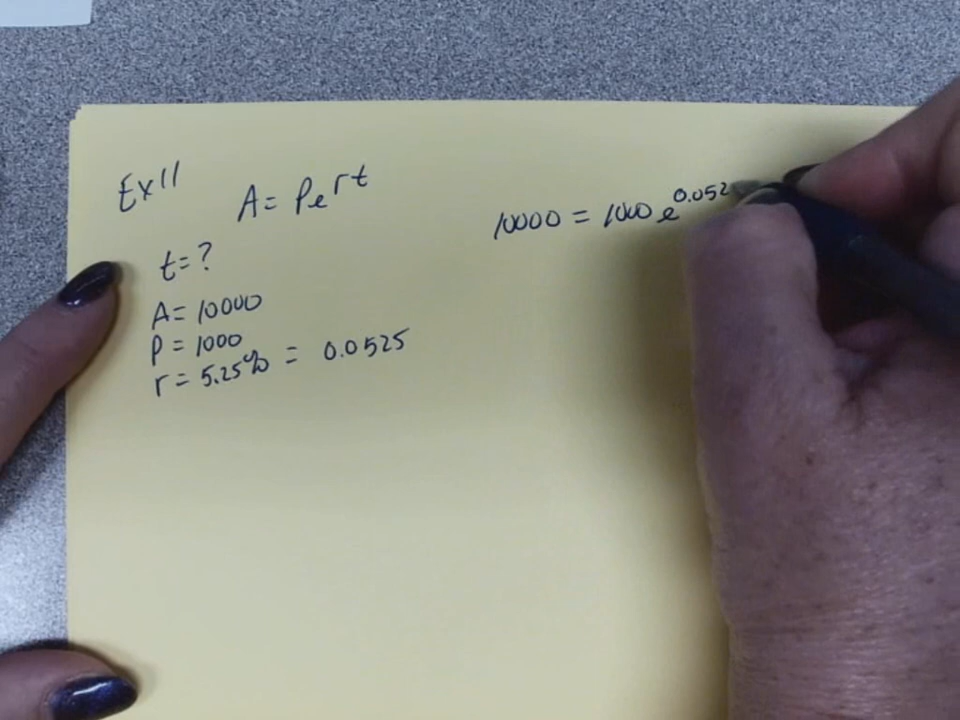 Ex 11
A = Pe^rt
t = ?
A = 10000
P = 1000
r = 5.25% = 0.0525
10000 = 1000 e^0.052